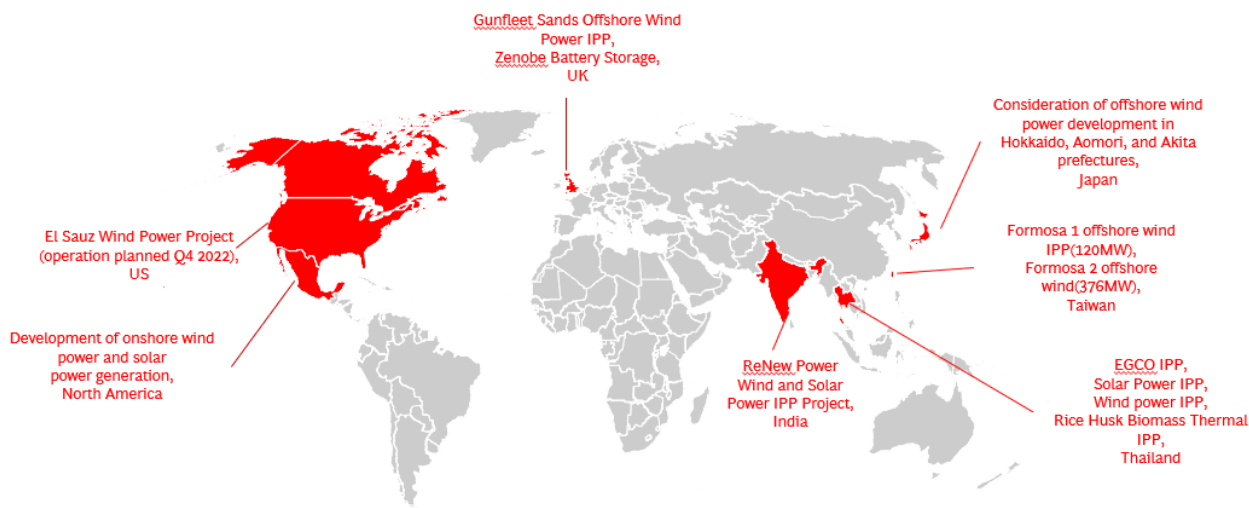 Gunfleet Sands Offshore Wind
Power IPP,
Zenobe Battery Storage,
UK
Consideration of offshore wind
power development in
Hokkaido, Aomori, and Akita
prefectures,
Japan
El Sauz Wind Power Project
(operation planned Q4 2022),
US
Formosa 1 offshore wind
IPP(120MW),
Formosa 2 offshore
wind(376MW),
Taiwan
Development of onshore wind
power and solar
power generation,
North America
ReNew Power
Wind and Solar
Power IPP Project,
India
EGCO IPP,
Solar Power IPP,
Wind power IPP,
Rice Husk Biomass Thermal
IPP,
Thailand